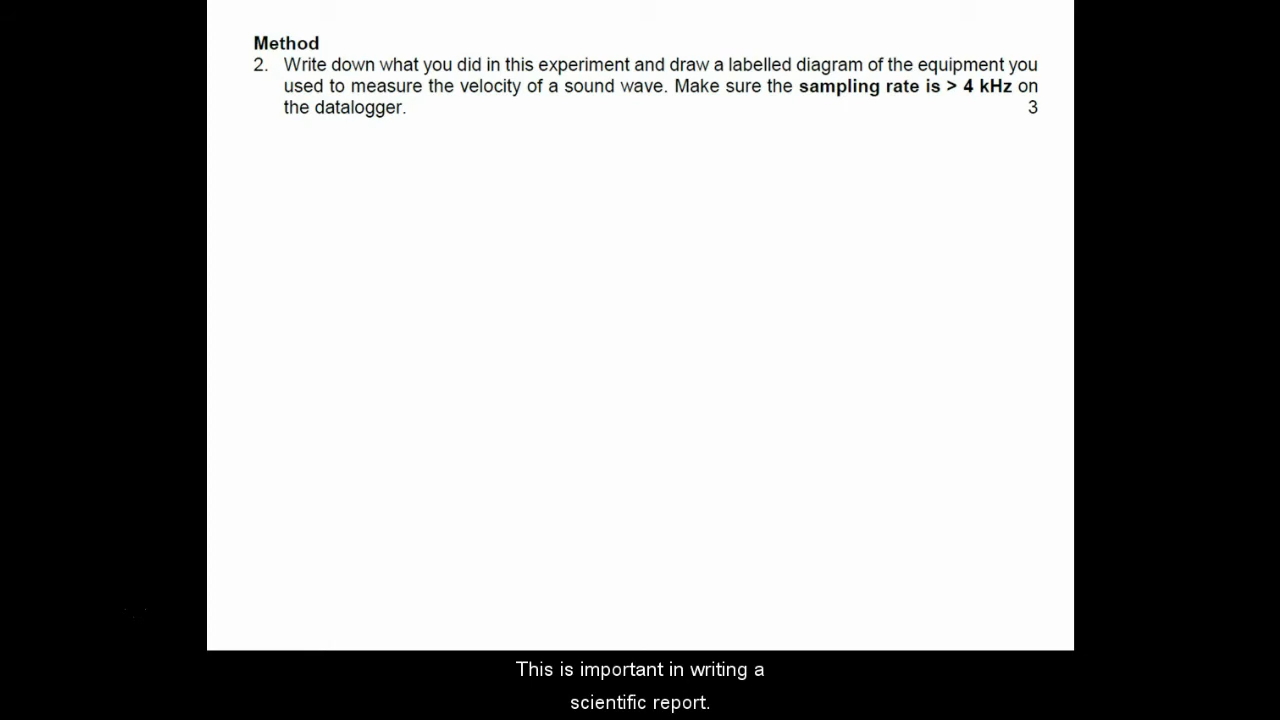 Method
2. Write down what you did in this experiment and draw a labelled diagram of the equipment you
used to measure the velocity of a sound wave. Make sure the sampling rate is > 4 kHz on
the datalogger. 3
This is important in writing a
scientific report.